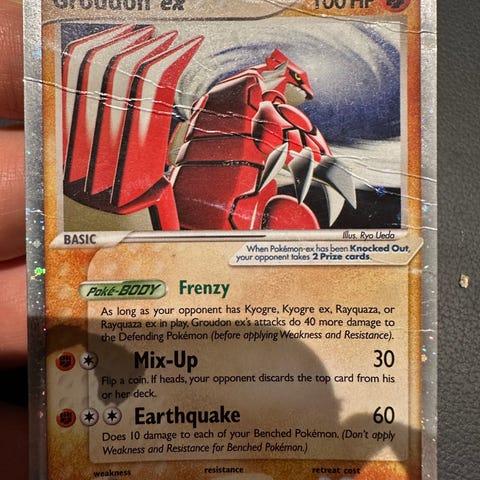 Groudon ex 100 HP
BASIC
Illus. Ryo Ueda
When Pokémon-ex has been Knocked Out,
your opponent takes 2 Prize cards.
Poké-BODY Frenzy
As long as your opponent has Kyogre, Kyogre ex, Rayquaza, or
Rayquaza ex in play, Groudon ex's attacks do 40 more damage to
the Defending Pokémon (before applying Weakness and Resistance).
Mix-Up 30
Flip a coin. If heads, your opponent discards the top card from his
or her deck.
Earthquake 60
Does 10 damage to each of your Benched Pokémon. (Don't apply
Weakness and Resistance for Benched Pokémon.)
weakness resistance retreat cost